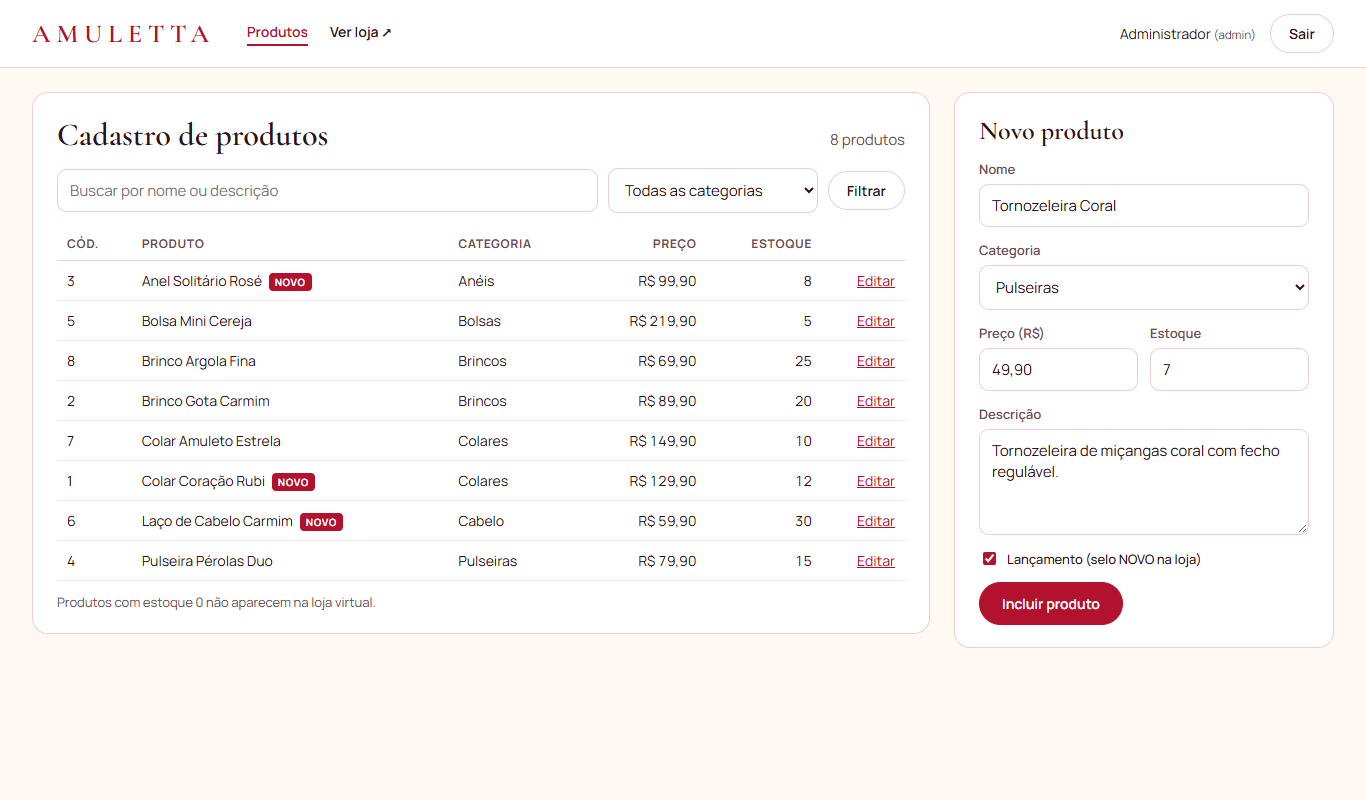 AMULETTA Produtos Ver loja ↗ Administrador (admin) Sair
Cadastro de produtos
8 produtos
Buscar por nome ou descrição Todas as categorias Filtrar
CÓD. PRODUTO CATEGORIA PREÇO ESTOQUE
3 Anel Solitário Rosé NOVO Anéis R$ 99,90 8 Editar
5 Bolsa Mini Cereja Bolsas R$ 219,90 5 Editar
8 Brinco Argola Fina Brincos R$ 69,90 25 Editar
2 Brinco Gota Carmim Brincos R$ 89,90 20 Editar
7 Colar Amuleto Estrela Colares R$ 149,90 10 Editar
1 Colar Coração Rubi NOVO Colares R$ 129,90 12 Editar
6 Laço de Cabelo Carmim NOVO Cabelo R$ 59,90 30 Editar
4 Pulseira Pérolas Duo Pulseiras R$ 79,90 15 Editar
Produtos com estoque 0 não aparecem na loja virtual.
Novo produto
Nome
Tornozeleira Coral
Categoria
Pulseiras
Preço (R$) Estoque
49,90 7
Descrição
Tornozeleira de miçangas coral com fecho
regulável.
Lançamento (selo NOVO na loja)
Incluir produto